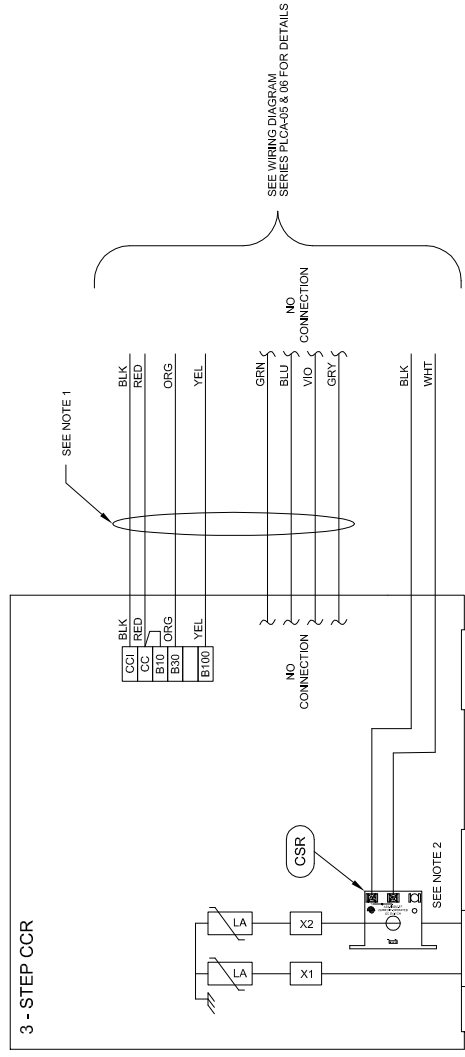 3 - STEP CCR
SEE NOTE 1
SEE WIRING DIAGRAM
SERIES PLCA-05 & 06 FOR DETAILS
CCI
CC
B10
B30
B100
BLK
RED
ORG
YEL
BLK
RED
ORG
YEL
NO
CONNECTION
GRN
BLU
VIO
GRY
NO
CONNECTION
BLK
WHT
LA
LA
X1
X2
CSR
SEE NOTE 2